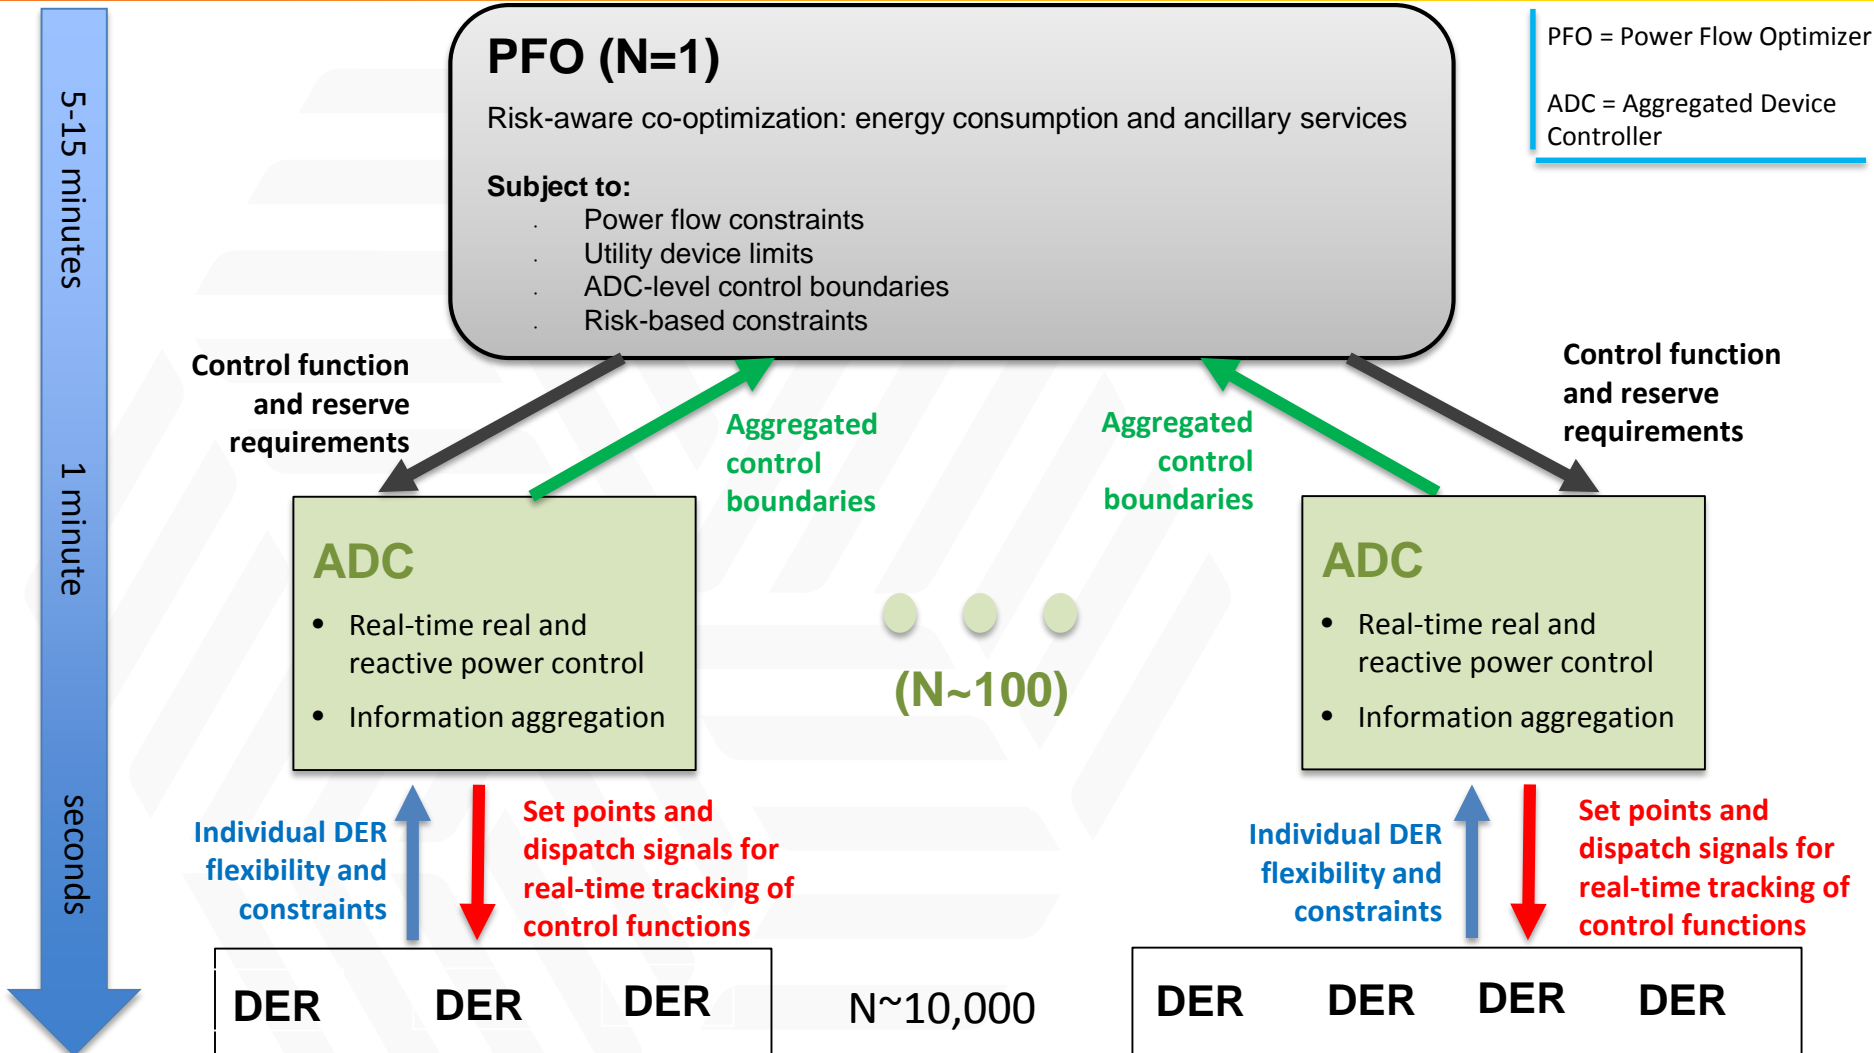 PFO = Power Flow Optimizer
ADC = Aggregated Device
Controller
5-15 minutes
1 minute
seconds
PFO (N=1)
Risk-aware co-optimization: energy consumption and ancillary services
Subject to:
· Power flow constraints
· Utility device limits
· ADC-level control boundaries
· Risk-based constraints
Control function
and reserve
requirements
Aggregated
control
boundaries
Aggregated
control
boundaries
Control function
and reserve
requirements
ADC
• Real-time real and
reactive power control
• Information aggregation
(N~100)
ADC
• Real-time real and
reactive power control
• Information aggregation
Individual DER
flexibility and
constraints
Set points and
dispatch signals for
real-time tracking of
control functions
Individual DER
flexibility and
constraints
Set points and
dispatch signals for
real-time tracking of
control functions
DER DER DER
N~10,000
DER DER DER DER